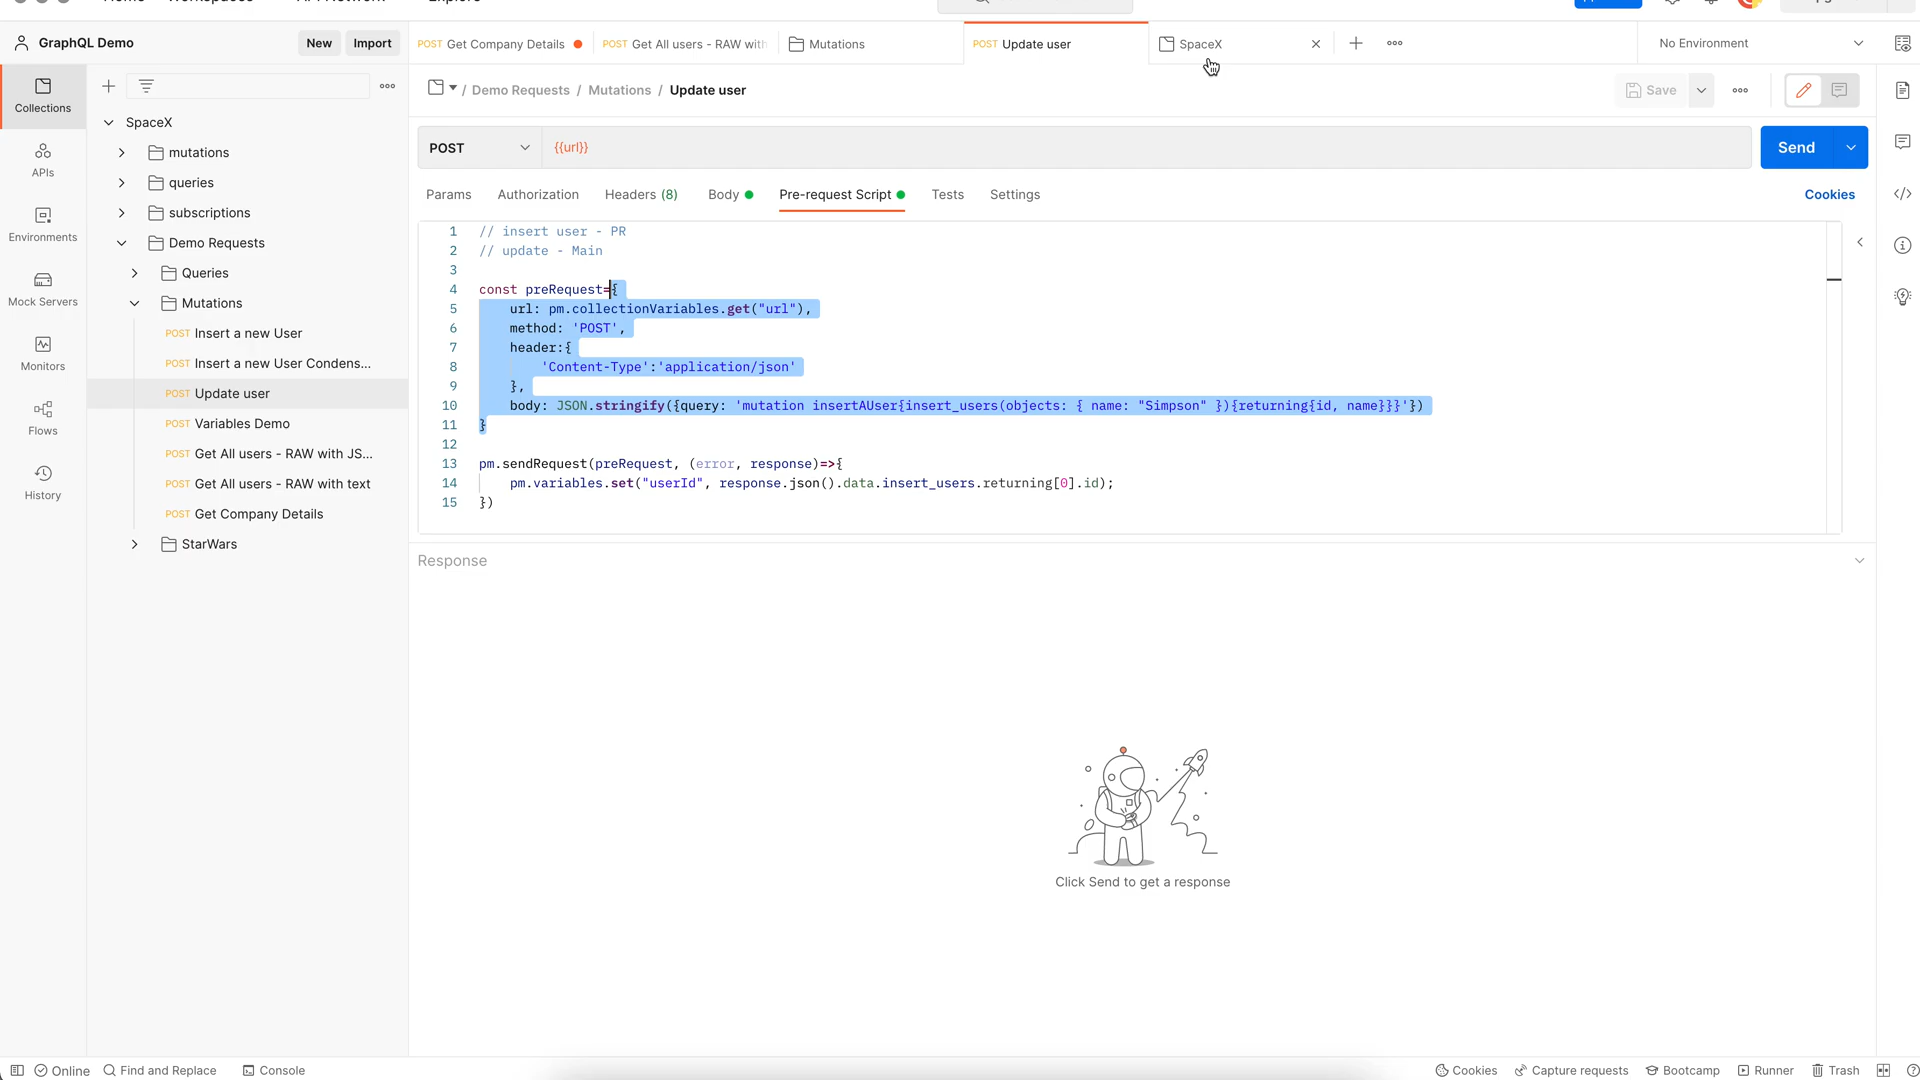 GraphQL Demo
New
Import
POST Get Company Details
POST Get All users - RAW with
Mutations
POST Update user
SpaceX
No Environment
Collections
APIs
Environments
Mock Servers
Monitors
Flows
History
SpaceX
mutations
queries
subscriptions
Demo Requests
Queries
Mutations
POST Insert a new User
POST Insert a new User Condens...
POST Update user
POST Variables Demo
POST Get All users - RAW with JS...
POST Get All users - RAW with text
POST Get Company Details
StarWars
/ Demo Requests / Mutations / Update user
Save
POST
{{url}}
Send
Params
Authorization
Headers (8)
Body
Pre-request Script
Tests
Settings
Cookies
1 // insert user - PR
2 // update - Main
3
4 const preRequest={
5 url: pm.collectionVariables.get("url"),
6 method: 'POST',
7 header:{
8 'Content-Type':'application/json'
9 },
10 body: JSON.stringify({query: 'mutation insertAUser{insert_users(objects: { name: "Simpson" }){returning{id, name}}}'})
11 }
12
13 pm.sendRequest(preRequest, (error, response)=>{
14 pm.variables.set("userId", response.json().data.insert_users.returning[0].id);
15 })
Response
Click Send to get a response
Online
Find and Replace
Console
Cookies
Capture requests
Bootcamp
Runner
Trash